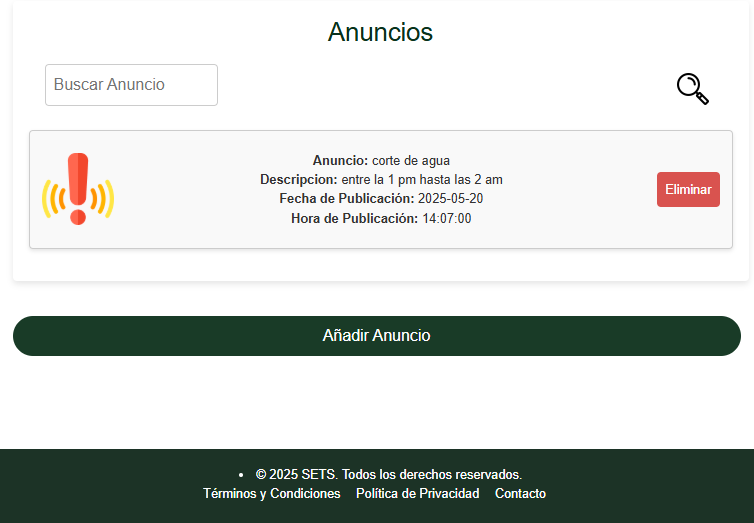 Anuncios
Buscar Anuncio
Anuncio: corte de agua
Descripcion: entre la 1 pm hasta las 2 am
Fecha de Publicación: 2025-05-20
Hora de Publicación: 14:07:00
Eliminar
Añadir Anuncio
• © 2025 SETS. Todos los derechos reservados.
Términos y Condiciones Política de Privacidad Contacto